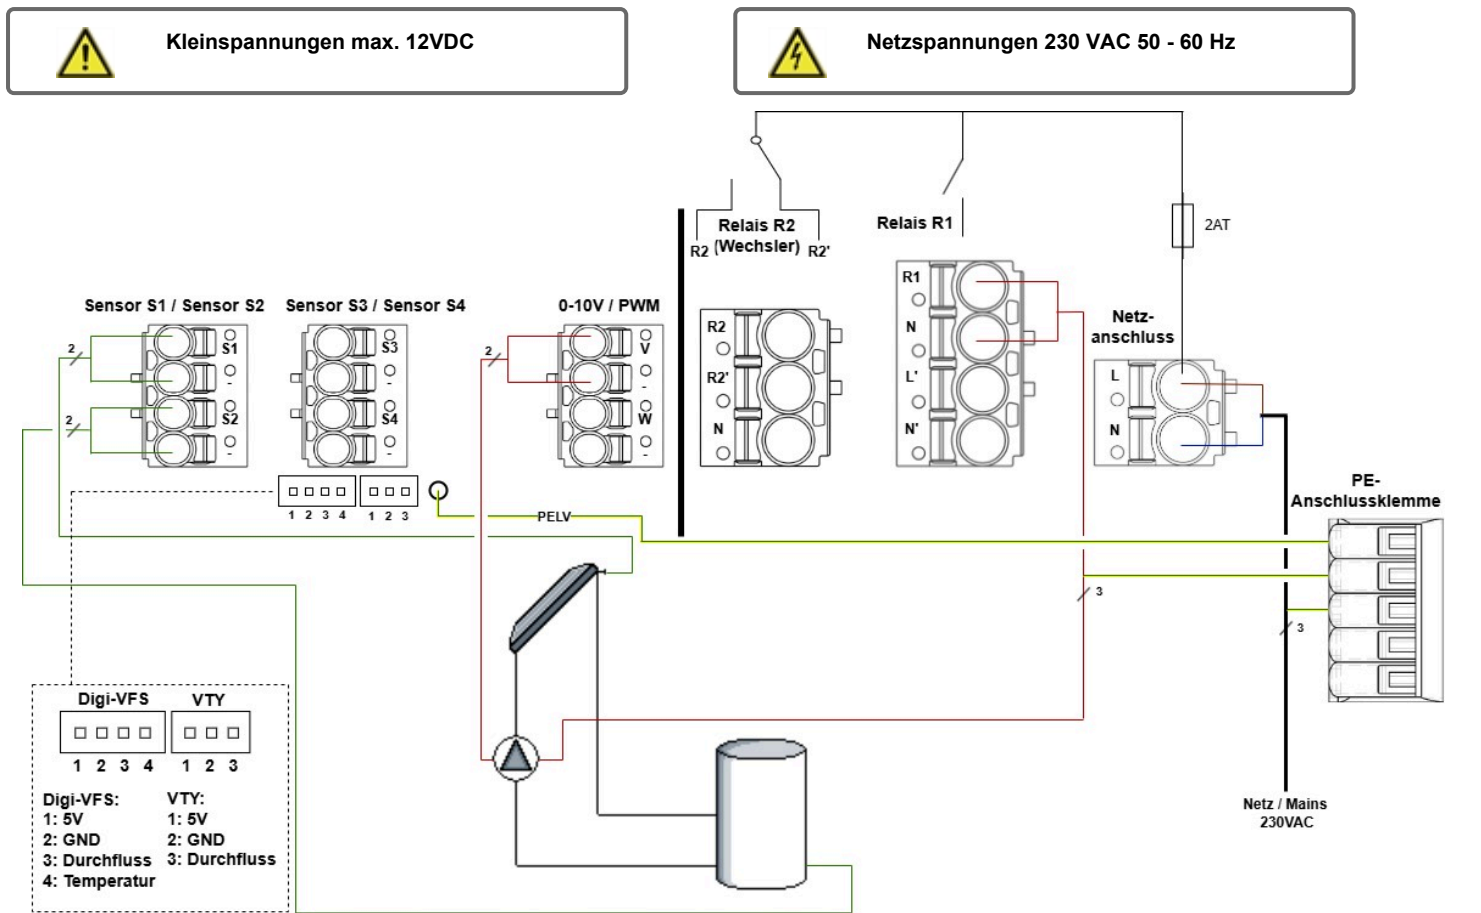 Kleinspannungen max. 12VDC
Netzspannungen 230 VAC 50 - 60 Hz
Relais R2
(Wechsler)
R2
R2'
Relais R1
2AT
Sensor S1 / Sensor S2
Sensor S3 / Sensor S4
0-10V / PWM
Netz-
anschluss
S1
-
S2
-
2
2
S3
-
S4
-
2
V
-
W
-
R2
R2'
N
R1
N
L'
N'
L
N
1 2 3 4
1 2 3
PELV
PE-
Anschlussklemme
3
3
Digi-VFS
VTY
1 2 3 4
1 2 3
Digi-VFS:
1: 5V
2: GND
3: Durchfluss
4: Temperatur
VTY:
1: 5V
2: GND
3: Durchfluss
Netz / Mains
230VAC